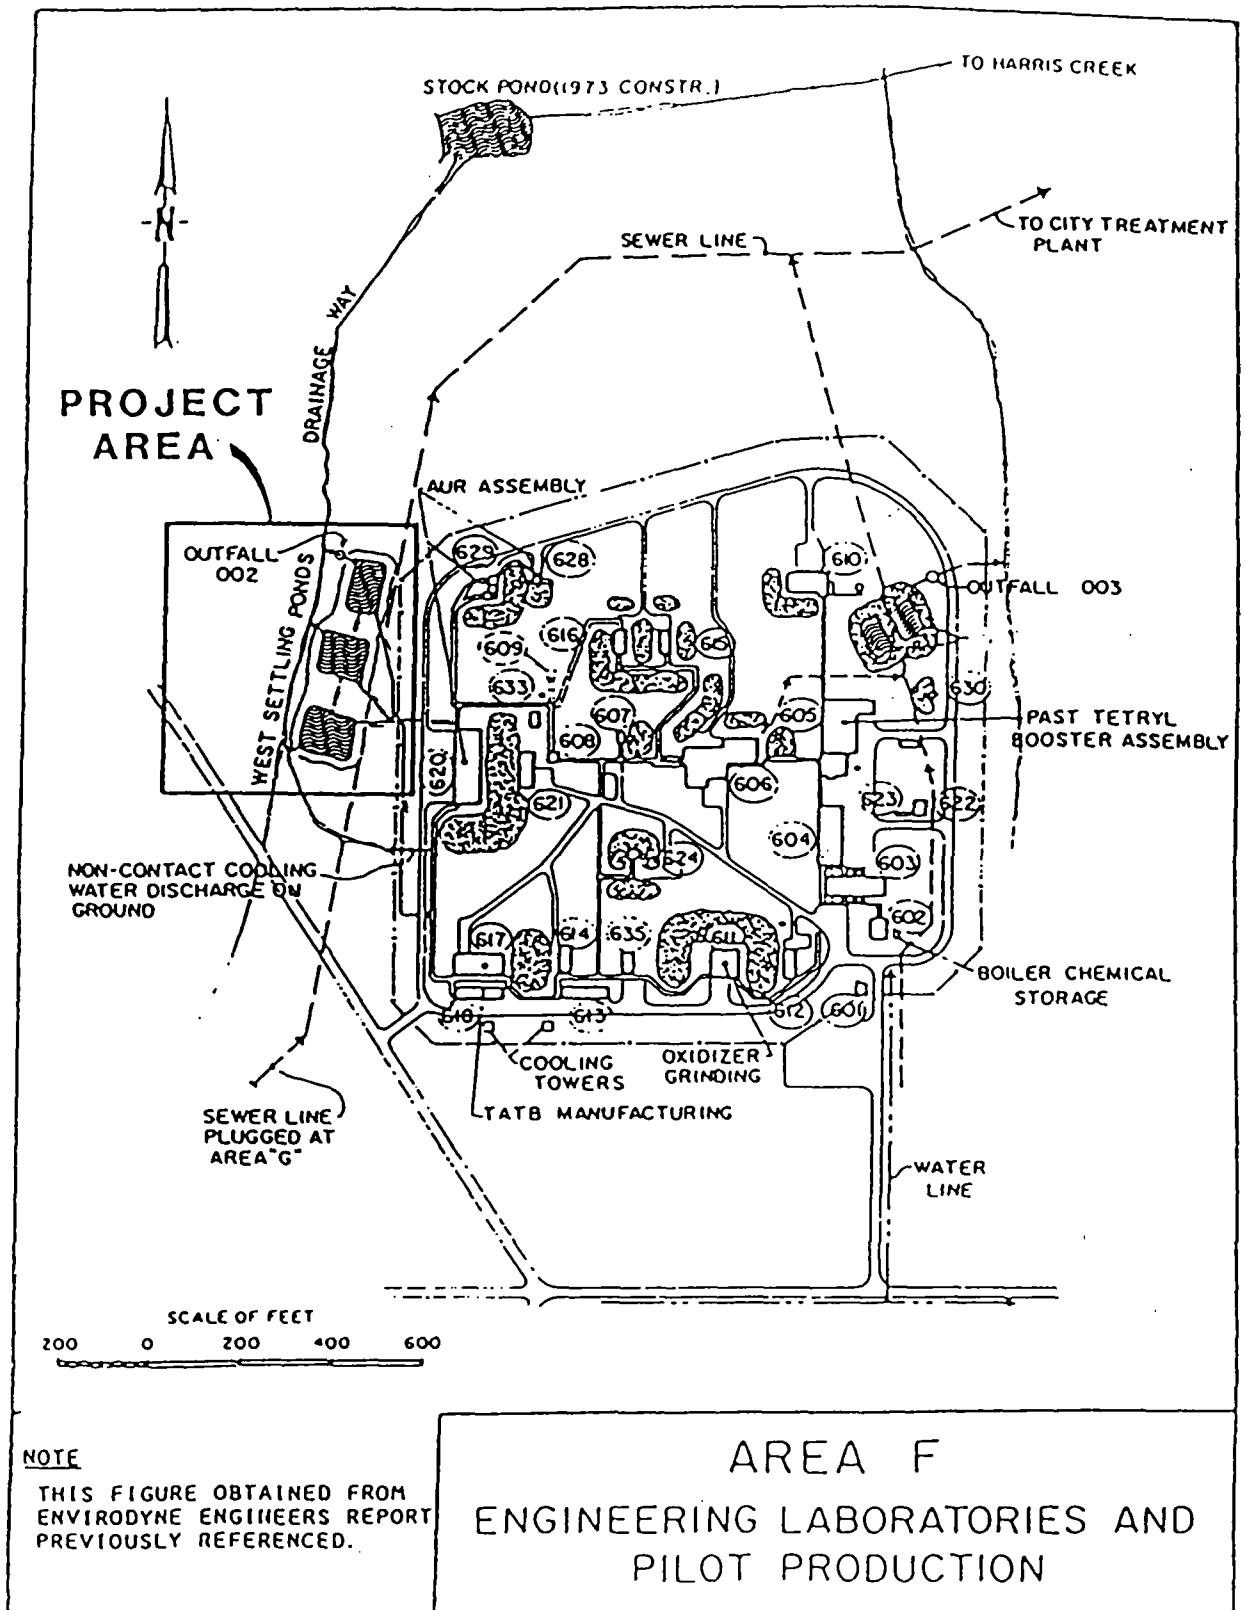 STOCK POND(1973 CONSTR.)
TO HARRIS CREEK
N
TO CITY TREATMENT
PLANT
SEWER LINE
DRAINAGE WAY
PROJECT
AREA
AUR ASSEMBLY
OUTFALL
002
629
628
610
OUTFALL 003
WEST SETTLING PONDS
616
609
633
630
607
605
608
PAST TETRYL
BOOSTER ASSEMBLY
620
606
621
623
622
604
624
603
NON-CONTACT COOLING
WATER DISCHARGE ON
GROUND
602
617
614
635
611
BOILER CHEMICAL
STORAGE
613
612
601
COOLING
TOWERS
OXIDIZER
GRINDING
TATB MANUFACTURING
SEWER LINE
PLUGGED AT
AREA "G"
WATER
LINE
SCALE OF FEET
200 0 200 400 600
NOTE
THIS FIGURE OBTAINED FROM
ENVIRODYNE ENGINEERS REPORT
PREVIOUSLY REFERENCED.
AREA F
ENGINEERING LABORATORIES AND
PILOT PRODUCTION